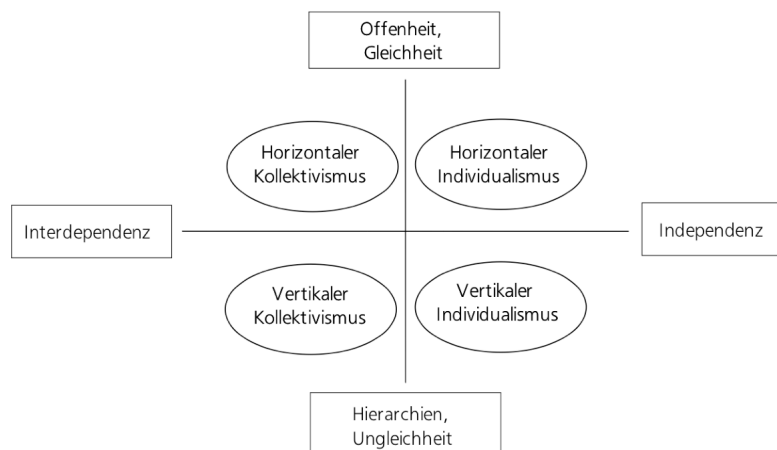 Offenheit,
Gleichheit
Horizontaler
Kollektivismus
Horizontaler
Individualismus
Interdependenz
Independenz
Vertikaler
Kollektivismus
Vertikaler
Individualismus
Hierarchien,
Ungleichheit